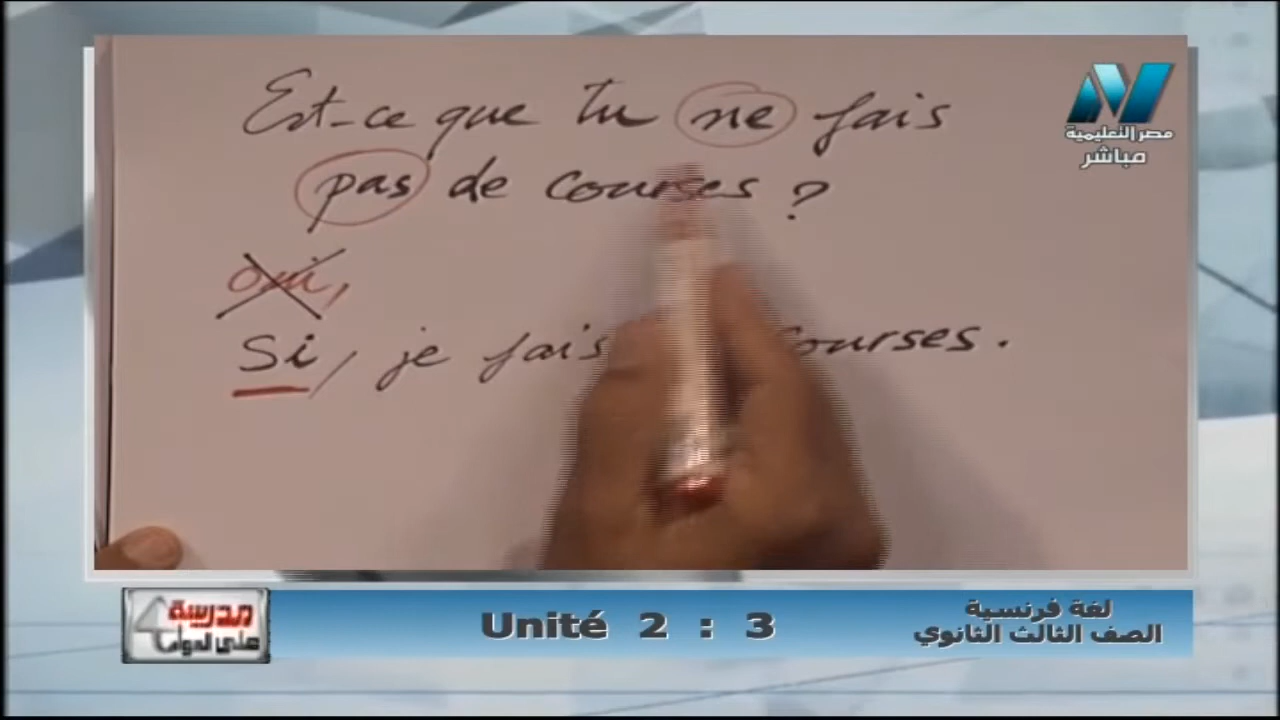 Est-ce que tu ne fais
pas de courses ?
oui,
Si, je fais courses.
مصر التعليمية
مباشر
مدرسة
على الهواء
Unité 2 : 3
لغة فرنسية
الصف الثالث الثانوي